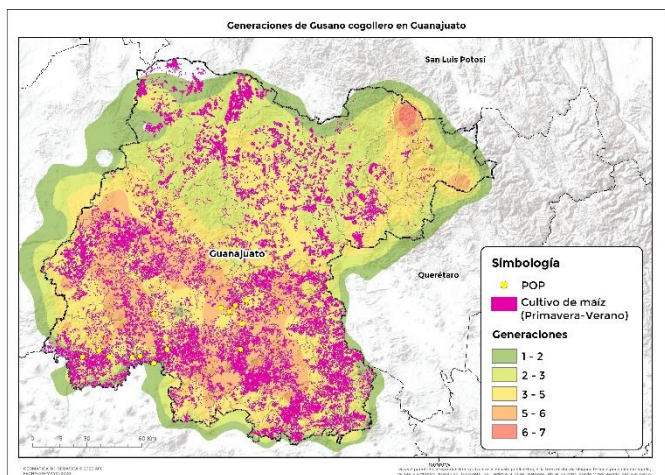 Generaciones de Gusano cogollero en Guanajuato
San Luis Potosí
Guanajuato
Querétaro
Simbología
POP
Cultivo de maíz
(Primavera-Verano)
Generaciones
1 - 2
2 - 3
3 - 5
5 - 6
6 - 7
0
15
30
60 Km